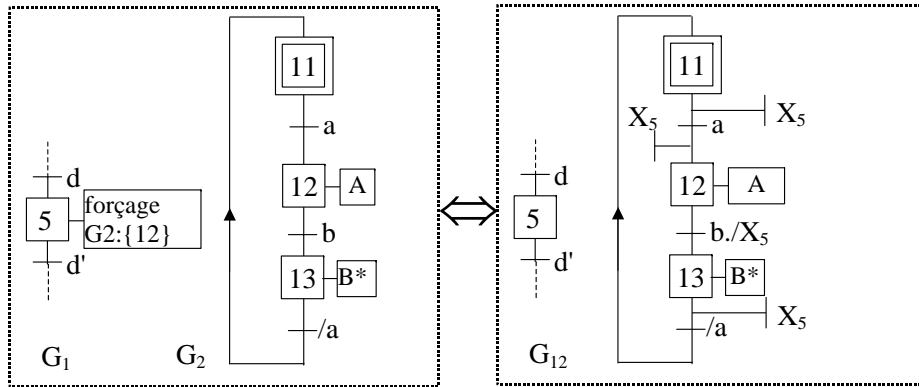 11
a
d
5
forçage
G2:{12}
d'
12
A
b
13
B*
/a
G1
G2
11
X5
a
X5
d
5
d'
12
A
b./X5
13
B*
/a
X5
G12